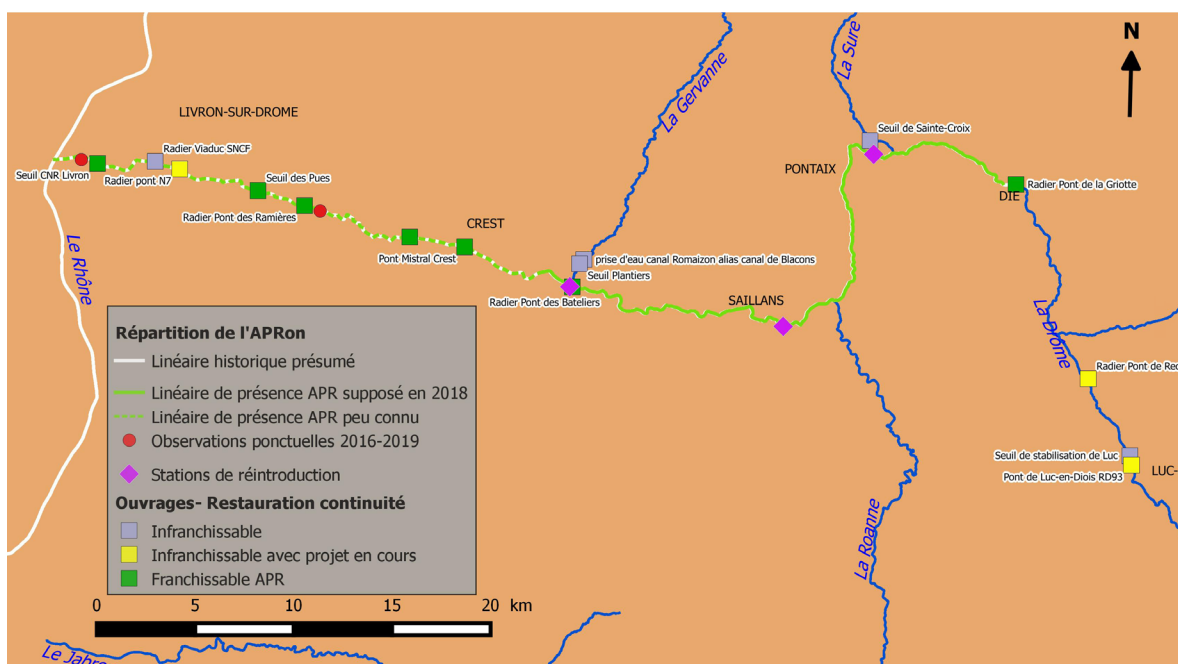 N
La Gervanne
La Sure
LIVRON-SUR-DROME
Seuil de Sainte-Croix
Radier Viaduc SNCF
Seuil CNR Livron
Radier pont N7
Seuil des Pues
PONTAIX
Radier Pont de la Griotte
DIE
Radier Pont des Ramières
CREST
Le Rhône
Pont Mistral Crest
prise d'eau canal Romaizon alias canal de Blacons
Seuil Plantiers
Radier Pont des Bateliers
SAILLANS
La Drôme
Répartition de l'APRon
Linéaire historique présumé
Linéaire de présence APR supposé en 2018
Linéaire de présence APR peu connu
Observations ponctuelles 2016-2019
Stations de réintroduction
Ouvrages- Restauration continuité
Infranchissable
Infranchissable avec projet en cours
Franchissable APR
Radier Pont de Rec
Seuil de stabilisation de Luc
Pont de Luc-en-Diois RD93
LUC-
La Roanne
0 5 10 15 20 km
Le Jabr